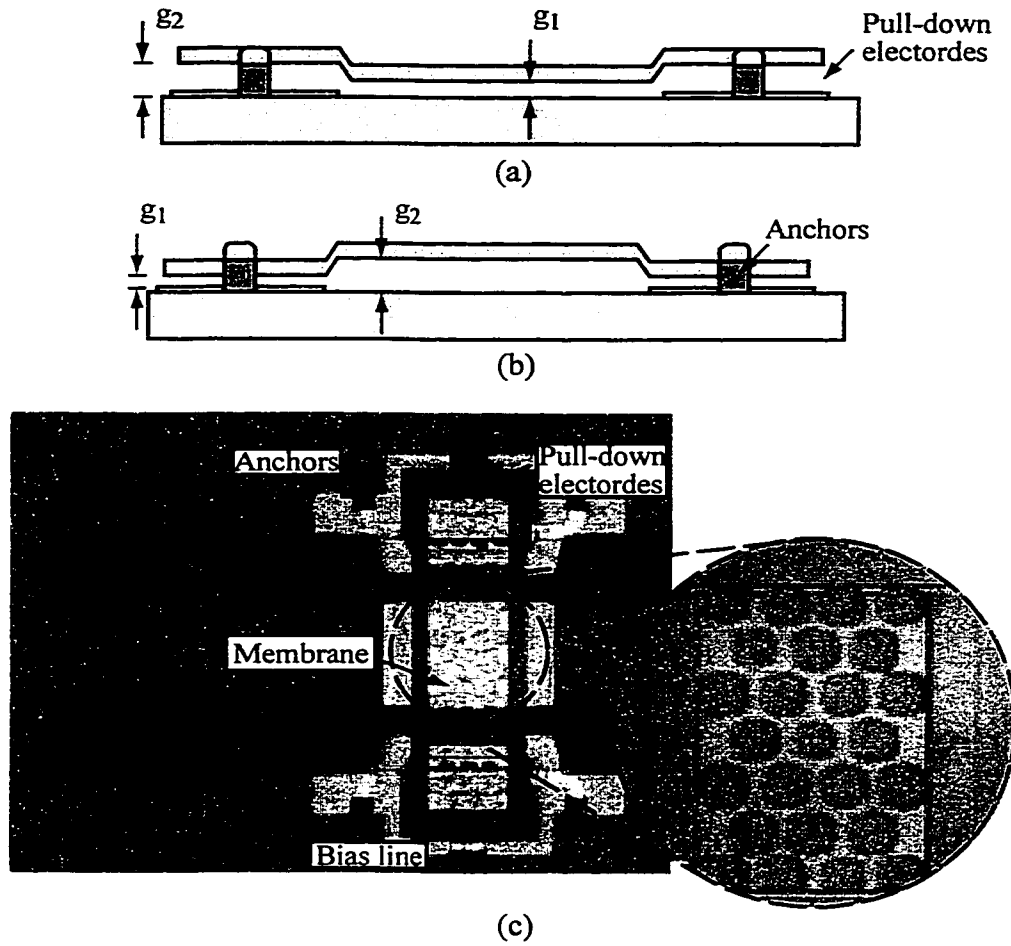 g2
g1
Pull-down
electordes
(a)
g1
g2
Anchors
(b)
Anchors
Pull-down
electordes
Membrane
Bias line
(c)